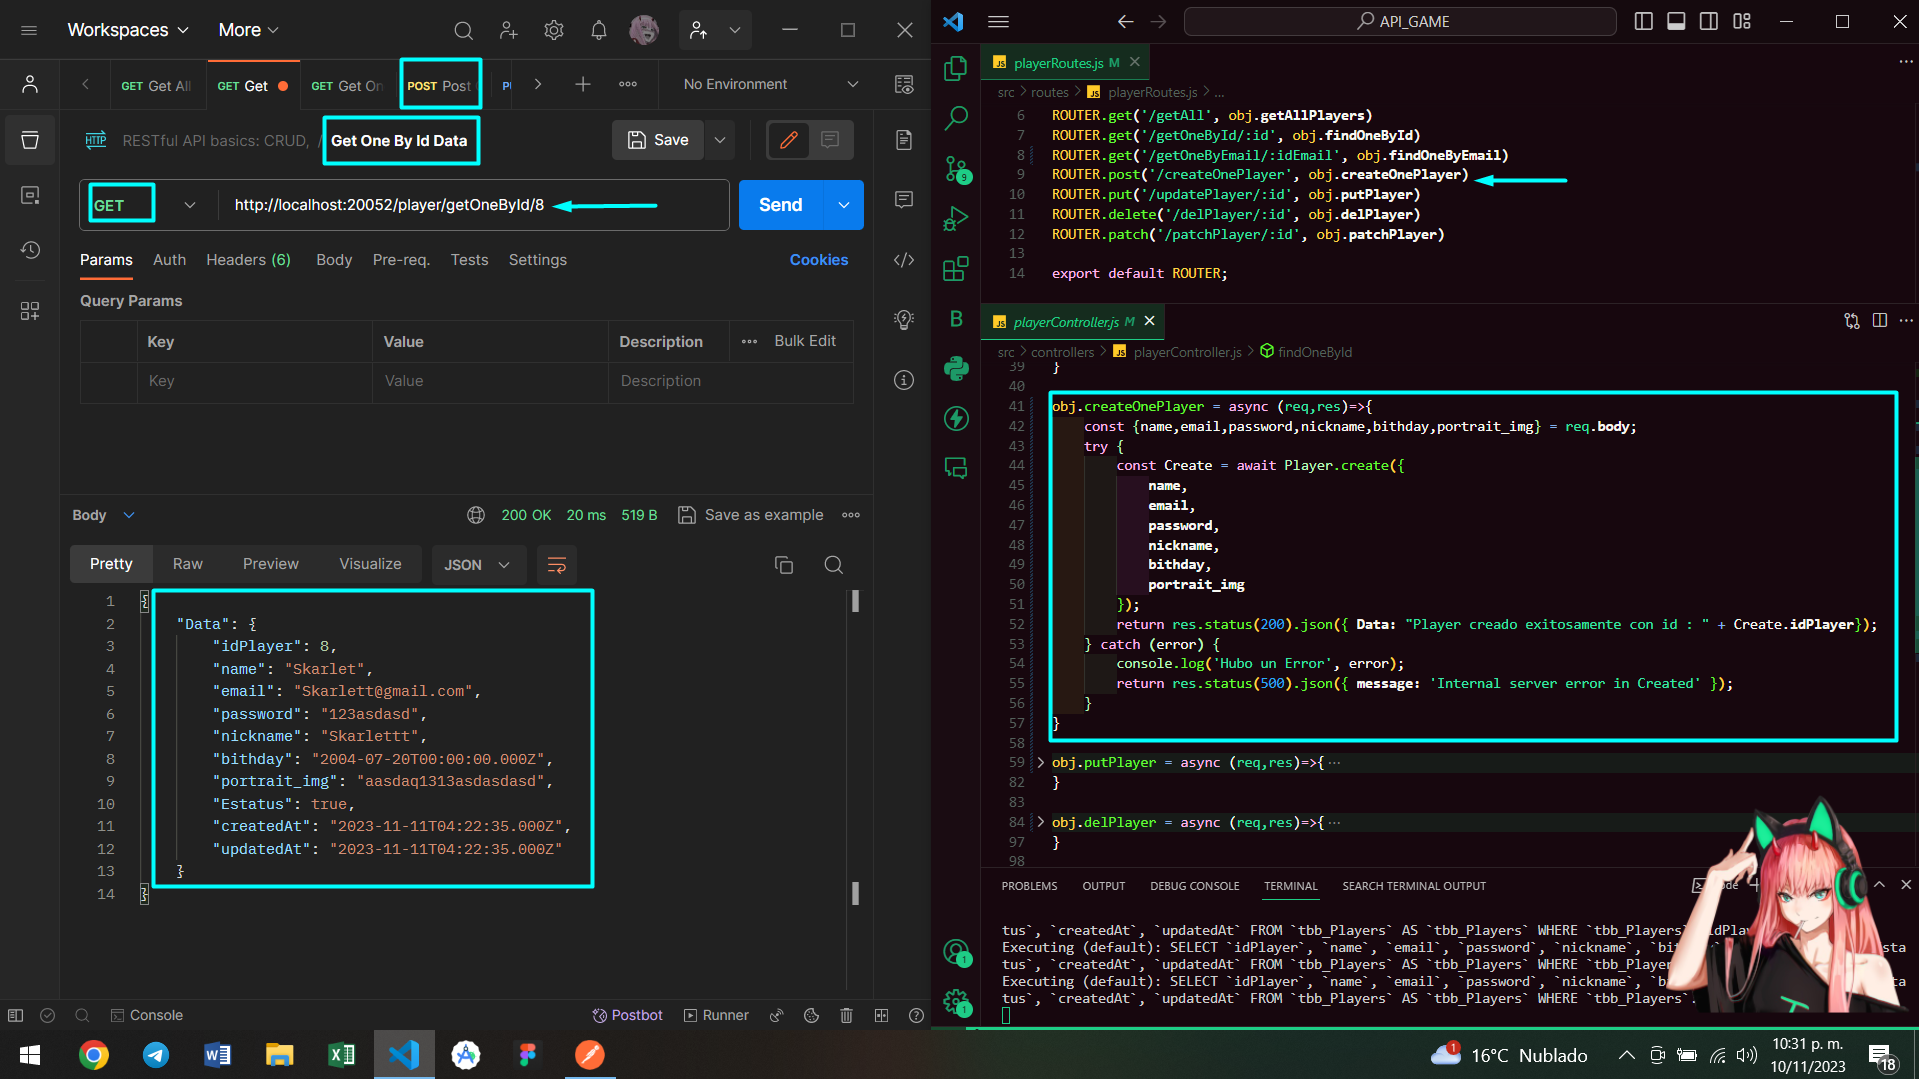 Workspaces
More
GET Get All
GET Get
GET Get On
POST Post
No Environment
HTTP
RESTful API basics: CRUD, /
Get One By Id Data
Save
GET
http://localhost:20052/player/getOneById/8
Send
Params
Auth
Headers (6)
Body
Pre-req.
Tests
Settings
Cookies
Query Params
Key
Value
Description
Bulk Edit
Key
Value
Description
Body
200 OK
20 ms
519 B
Save as example
Pretty
Raw
Preview
Visualize
JSON
1 {
2 "Data": {
3 "idPlayer": 8,
4 "name": "Skarlet",
5 "email": "Skarlett@gmail.com",
6 "password": "123asdasd",
7 "nickname": "Skarlettt",
8 "bithday": "2004-07-20T00:00:00.000Z",
9 "portrait_img": "aasdaq1313asdasdasd",
10 "Estatus": true,
11 "createdAt": "2023-11-11T04:22:35.000Z",
12 "updatedAt": "2023-11-11T04:22:35.000Z"
13 }
14 }
Console
Postbot
Runner
API_GAME
9
B
1
1
JS playerRoutes.js M
src > routes > JS playerRoutes.js > ...
6 ROUTER.get('/getAll', obj.getAllPlayers)
7 ROUTER.get('/getOneById/:id', obj.findOneById)
8 ROUTER.get('/getOneByEmail/:idEmail', obj.findOneByEmail)
9 ROUTER.post('/createOnePlayer', obj.createOnePlayer)
10 ROUTER.put('/updatePlayer/:id', obj.putPlayer)
11 ROUTER.delete('/delPlayer/:id', obj.delPlayer)
12 ROUTER.patch('/patchPlayer/:id', obj.patchPlayer)
13
14 export default ROUTER;
JS playerController.js M
src > controllers > JS playerController.js > findOneById
39 }
40
41 obj.createOnePlayer = async (req,res)=>{
42 const {name,email,password,nickname,bithday,portrait_img} = req.body;
43 try {
44 const Create = await Player.create({
45 name,
46 email,
47 password,
48 nickname,
49 bithday,
50 portrait_img
51 });
52 return res.status(200).json({ Data: "Player creado exitosamente con id : " + Create.idPlayer});
53 } catch (error) {
54 console.log('Hubo un Error', error);
55 return res.status(500).json({ message: 'Internal server error in Created' });
56 }
57 }
58
59 obj.putPlayer = async (req,res)=>{ ...
82 }
83
84 obj.delPlayer = async (req,res)=>{ ...
97 }
98
PROBLEMS
OUTPUT
DEBUG CONSOLE
TERMINAL
SEARCH TERMINAL OUTPUT
tus`, `createdAt`, `updatedAt` FROM `tbb_Players` AS `tbb_Players` WHERE `tbb_Players`
Executing (default): SELECT `idPlayer`, `name`, `email`, `password`, `nickname`,
tus`, `createdAt`, `updatedAt` FROM `tbb_Players` AS `tbb_Players` WHERE
Executing (default): SELECT `idPlayer`, `name`, `email`, `password`, `nickname`,
tus`, `createdAt`, `updatedAt` FROM `tbb_Players` AS `tbb_Players` WHERE `tbb_Players`.
1
16°C Nublado
10:31 p. m.
10/11/2023
18